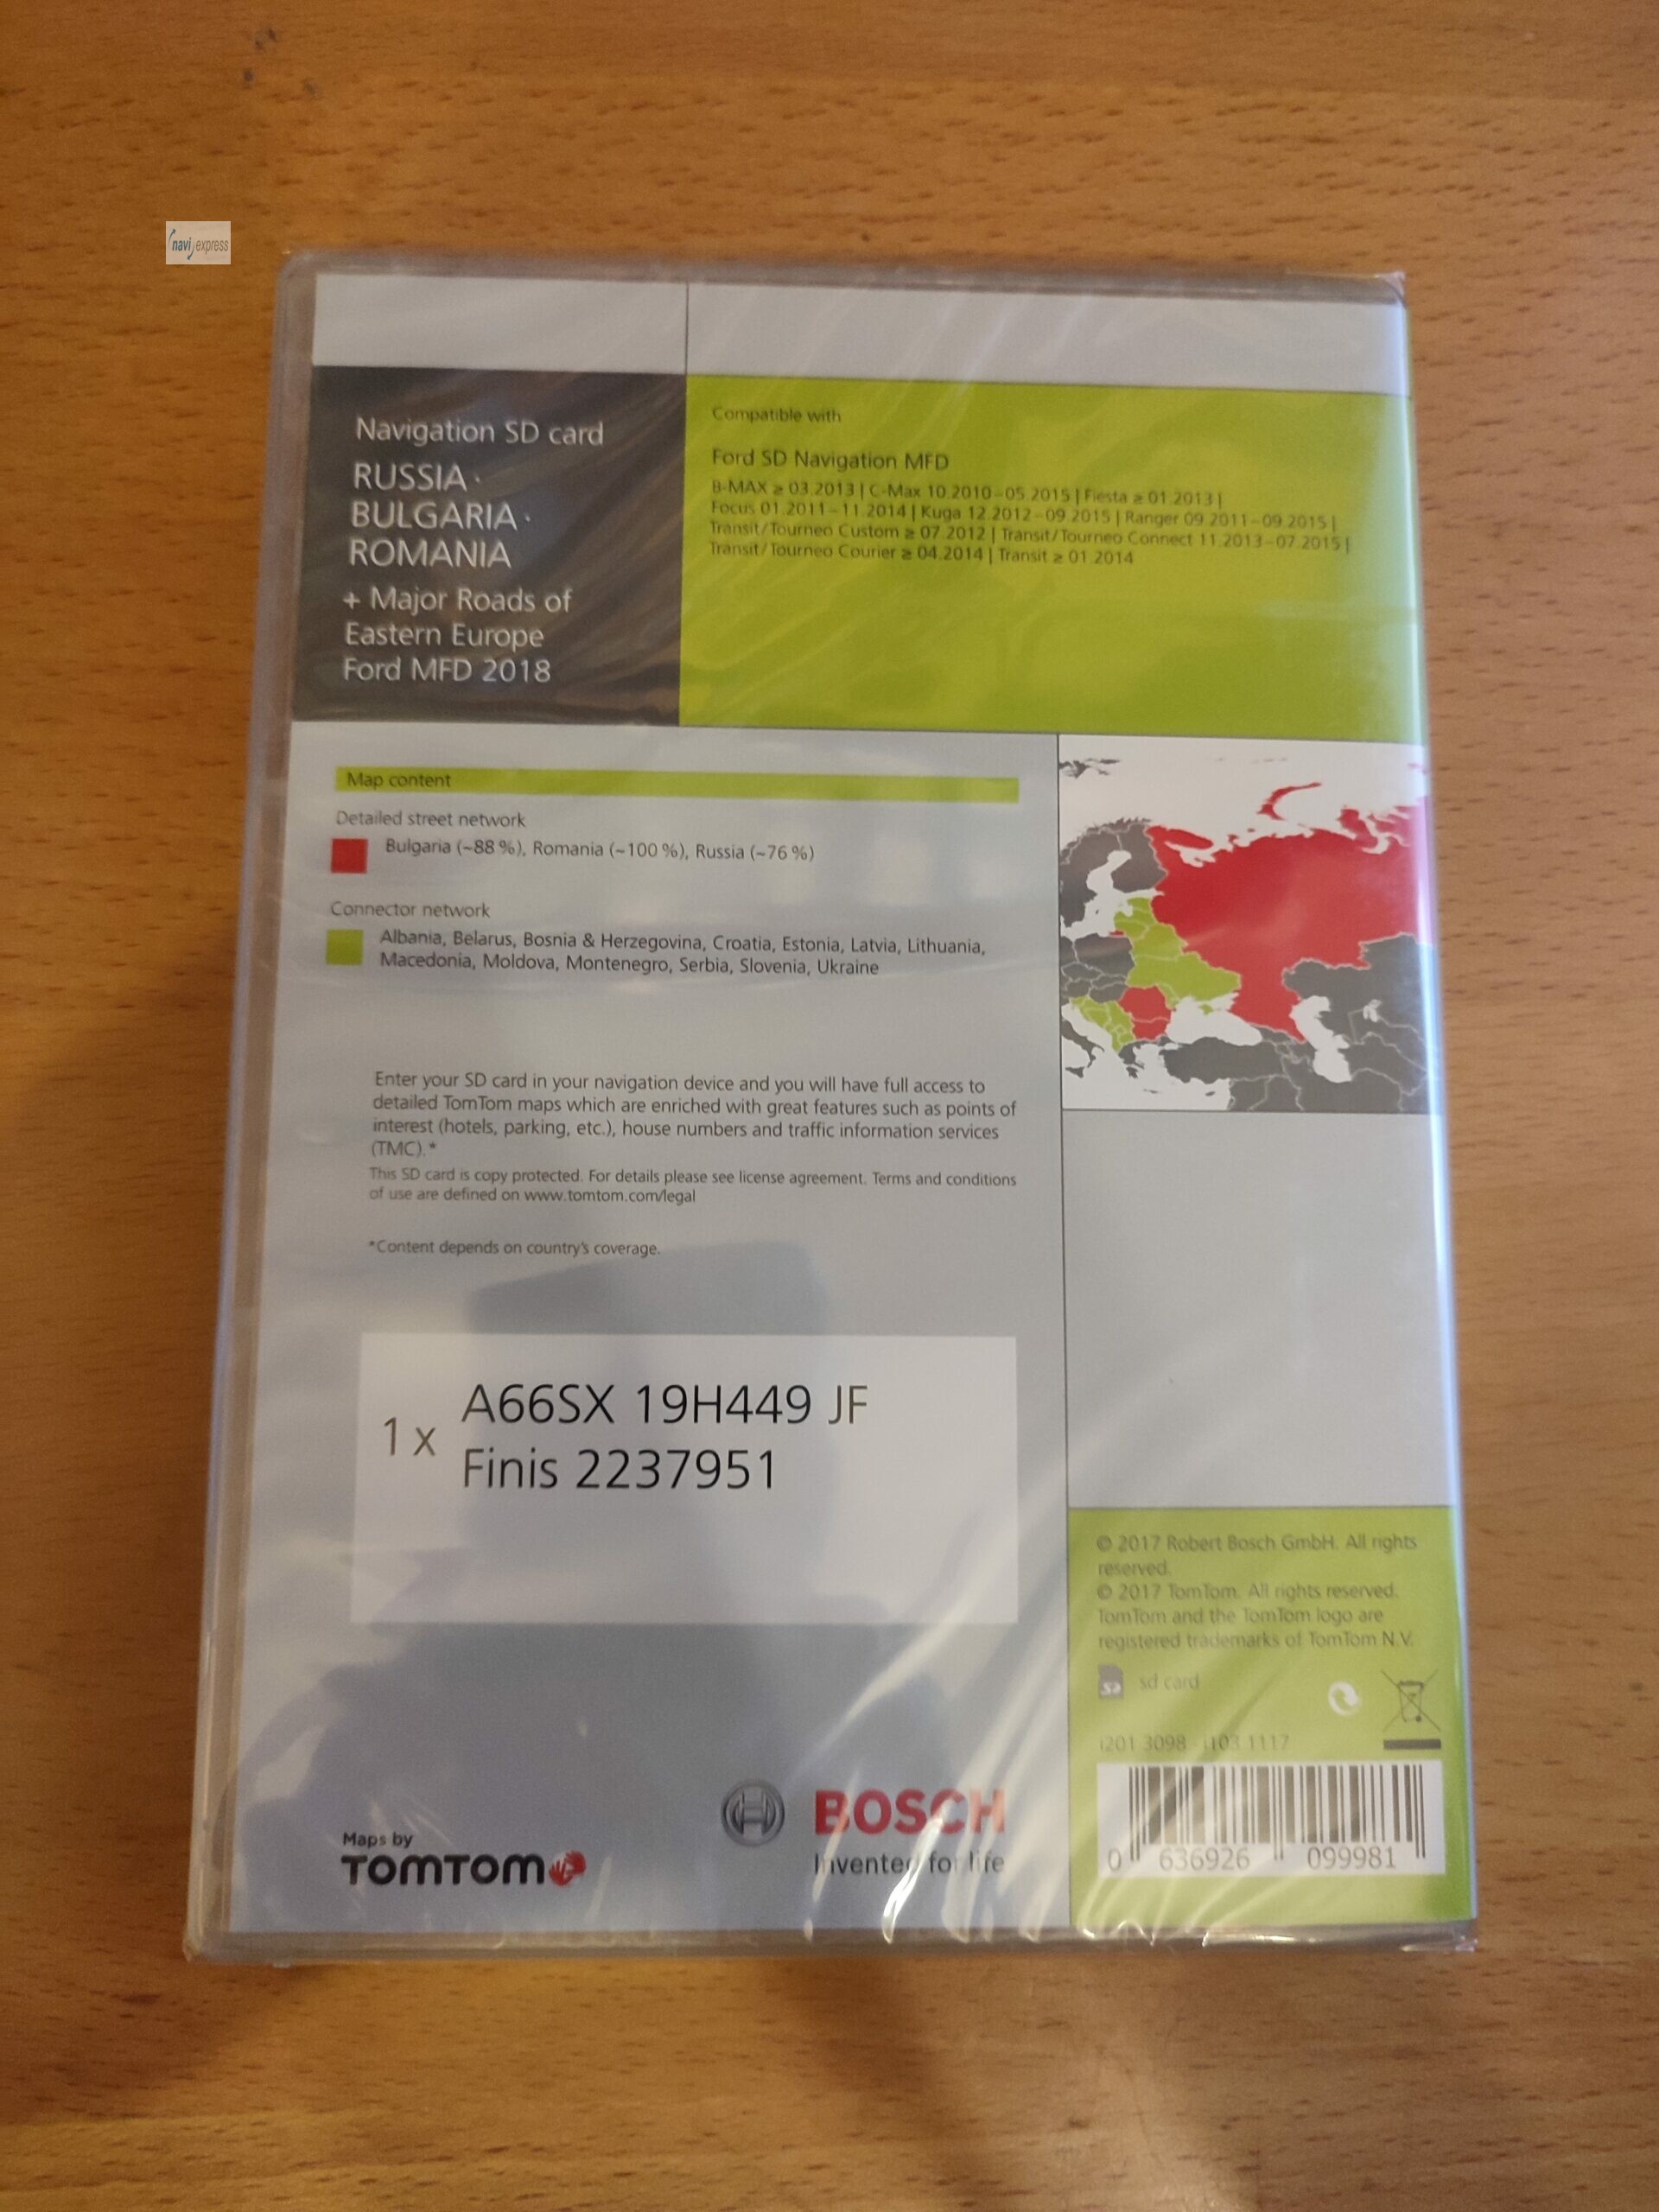 navi express
Navigation SD card
RUSSIA ·
BULGARIA ·
ROMANIA
+ Major Roads of
Eastern Europe
Ford MFD 2018
Compatible with
Ford SD Navigation MFD
B-MAX ≥ 03.2013 | C-Max 10.2010–05.2015 | Fiesta ≥ 01.2013 |
Focus 01.2011–11.2014 | Kuga 12.2012–09.2015 | Ranger 09.2011–09.2015 |
Transit/Tourneo Custom ≥ 07.2012 | Transit/Tourneo Connect 11.2013–07.2015 |
Transit/Tourneo Courier ≥ 04.2014 | Transit ≥ 01.2014
Map content
Detailed street network
Bulgaria (~88 %), Romania (~100 %), Russia (~76 %)
Connector network
Albania, Belarus, Bosnia & Herzegovina, Croatia, Estonia, Latvia, Lithuania,
Macedonia, Moldova, Montenegro, Serbia, Slovenia, Ukraine
Enter your SD card in your navigation device and you will have full access to
detailed TomTom maps which are enriched with great features such as points of
interest (hotels, parking, etc.), house numbers and traffic information services
(TMC).*
This SD card is copy protected. For details please see license agreement. Terms and conditions
of use are defined on www.tomtom.com/legal
*Content depends on country's coverage.
1 x
A66SX 19H449 JF
Finis 2237951
Maps by
TOMTOM
BOSCH
Invented for life
© 2017 Robert Bosch GmbH. All rights
reserved.
© 2017 TomTom. All rights reserved.
TomTom and the TomTom logo are
registered trademarks of TomTom N.V.
SD
sd card
i201 3098 - i103 1117
0 636926 099981